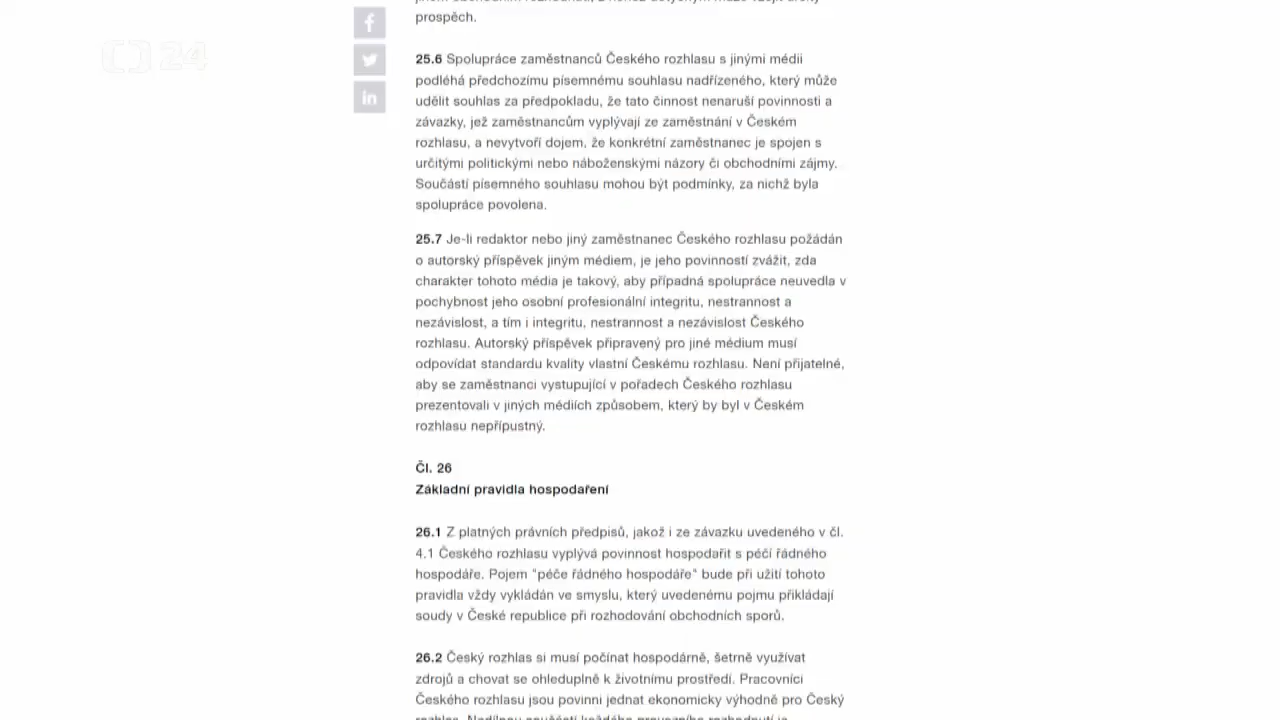 prospěch.
25.6 Spolupráce zaměstnanců Českého rozhlasu s jinými médii
podléhá předchozímu písemnému souhlasu nadřízeného, který může
udělit souhlas za předpokladu, že tato činnost nenaruší povinnosti a
závazky, jež zaměstnancům vyplývají ze zaměstnání v Českém
rozhlasu, a nevytvoří dojem, že konkrétní zaměstnanec je spojen s
určitými politickými nebo náboženskými názory či obchodními zájmy.
Součástí písemného souhlasu mohou být podmínky, za nichž byla
spolupráce povolena.
25.7 Je-li redaktor nebo jiný zaměstnanec Českého rozhlasu požádán
o autorský příspěvek jiným médiem, je jeho povinností zvážit, zda
charakter tohoto média je takový, aby případná spolupráce neuvedla v
pochybnost jeho osobní profesionální integritu, nestrannost a
nezávislost, a tím i integritu, nestrannost a nezávislost Českého
rozhlasu. Autorský příspěvek připravený pro jiné médium musí
odpovídat standardu kvality vlastní Českému rozhlasu. Není přijatelné,
aby se zaměstnanci vystupující v pořadech Českého rozhlasu
prezentovali v jiných médiích způsobem, který by byl v Českém
rozhlasu nepřípustný.
Čl. 26
Základní pravidla hospodaření
26.1 Z platných právních předpisů, jakož i ze závazku uvedeného v čl.
4.1 Českého rozhlasu vyplývá povinnost hospodařit s péčí řádného
hospodáře. Pojem "péče řádného hospodáře" bude při užití tohoto
pravidla vždy vykládán ve smyslu, který uvedenému pojmu přikládají
soudy v České republice při rozhodování obchodních sporů.
26.2 Český rozhlas si musí počínat hospodárně, šetrně využívat
zdrojů a chovat se ohleduplně k životnímu prostředí. Pracovníci
Českého rozhlasu jsou povinni jednat ekonomicky výhodně pro Český
24